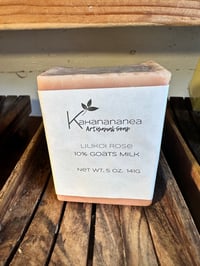 Kahanananea
Artisanal Soap
LILIKOI ROSE
10% GOATS MILK
NET WT, 5 OZ. 141G